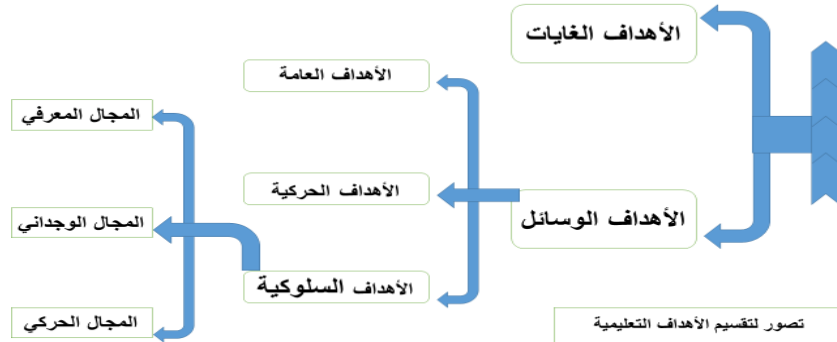 الأهداف الغايات
الأهداف العامة
المجال المعرفي
الأهداف الحركية
الأهداف الوسائل
المجال الوجداني
الأهداف السلوكية
المجال الحركي
تصور لتقسيم الأهداف التعليمية